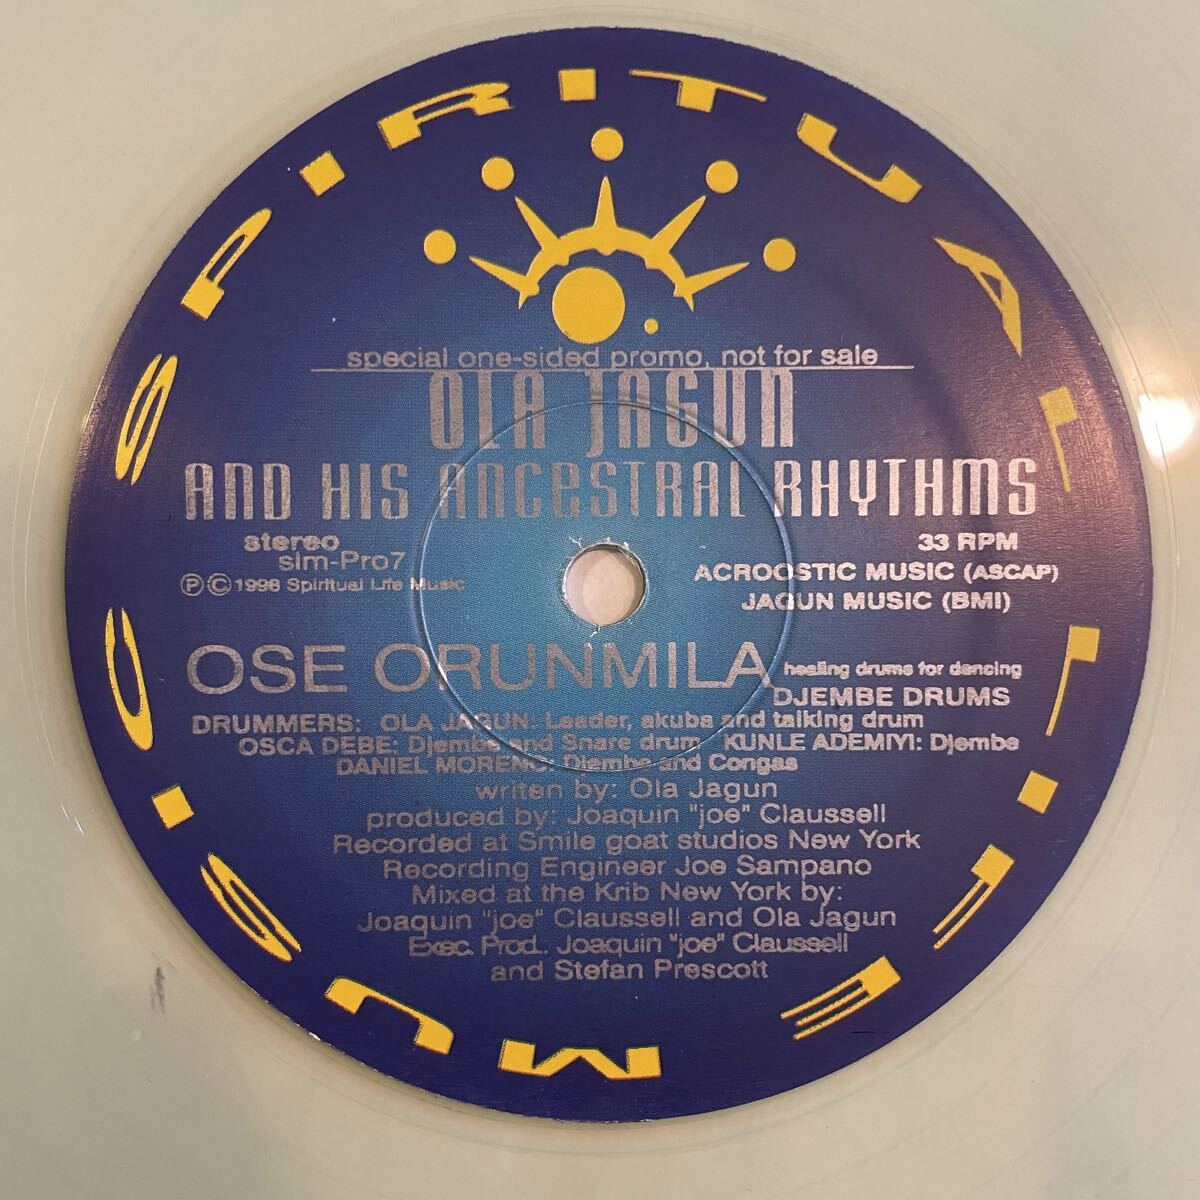 SPIRITUAL LIFE MUSIC
special one-sided promo, not for sale
OLA JAGUN
AND HIS ANCESTRAL RHYTHMS
stereo
slm-Pro7
Ⓟ©1998 Spiritual Life Music
33 RPM
ACROOSTIC MUSIC (ASCAP)
JAGUN MUSIC (BMI)
OSE ORUNMILA healing drums for dancing
DJEMBE DRUMS
DRUMMERS: OLA JAGUN: Leader, akuba and talking drum
OSCA DEBE: Djembe and Snare drum KUNLE ADEMIYI: Djembe
DANIEL MORENO: Djembe and Congas
writen by: Ola Jagun
produced by: Joaquin "joe" Claussell
Recorded at Smile goat studios New York
Recording Engineer Joe Sampano
Mixed at the Krib New York by:
Joaquin "joe" Claussell and Ola Jagun
Exec. Prod.. Joaquin "joe" Claussell
and Stefan Prescott